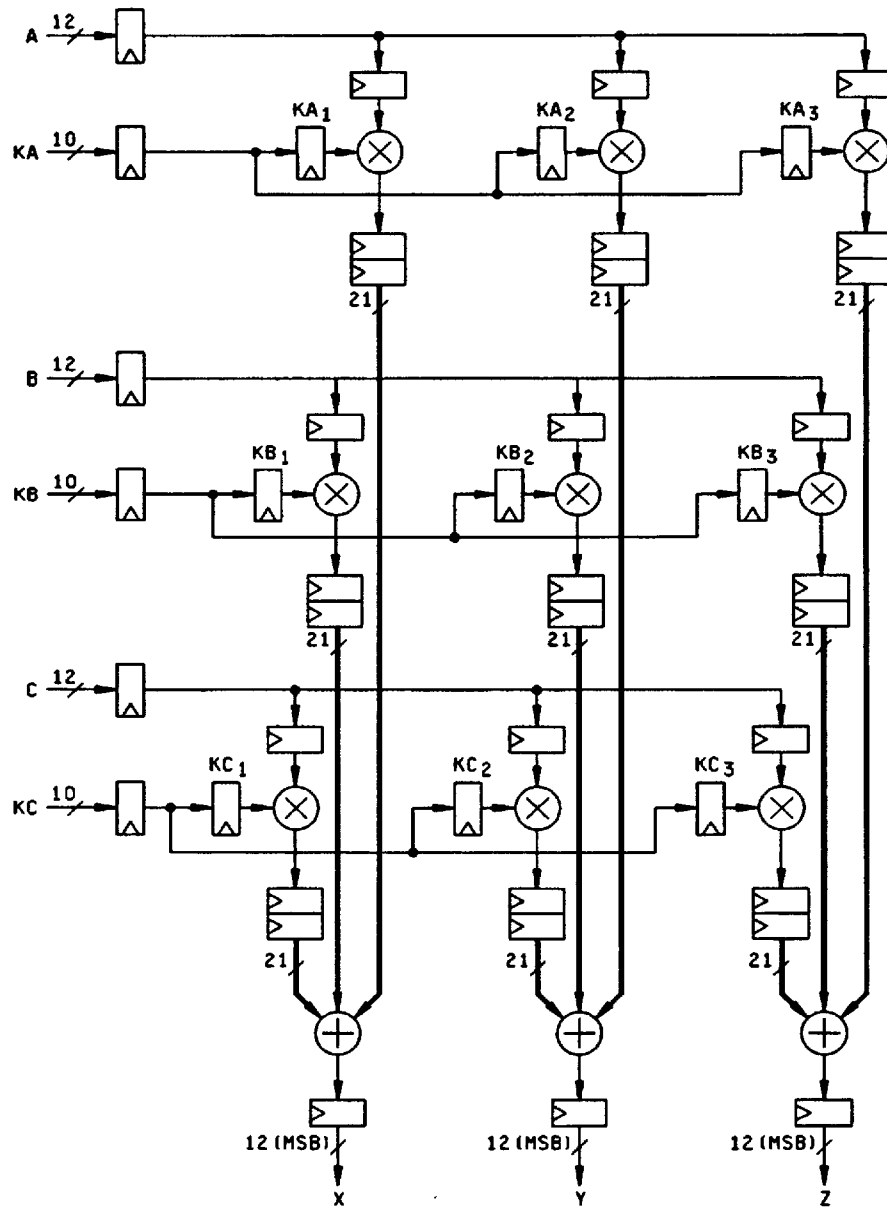 A 12
KA1 KA2 KA3
KA 10
21 21 21
B 12
KB1 KB2 KB3
KB 10
21 21 21
C 12
KC1 KC2 KC3
KC 10
21 21 21
12 (MSB) 12 (MSB) 12 (MSB)
X Y Z